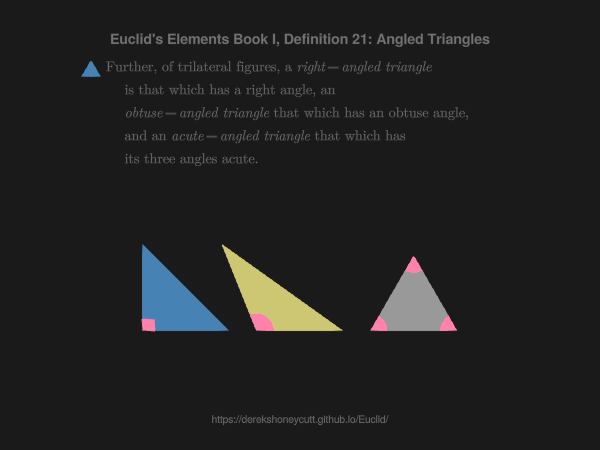 Euclid's Elements Book I, Definition 21: Angled Triangles
Further, of trilateral figures, a right–angled triangle
is that which has a right angle, an
obtuse–angled triangle that which has an obtuse angle,
and an acute–angled triangle that which has
its three angles acute.
https://derekshoneycutt.github.io/Euclid/